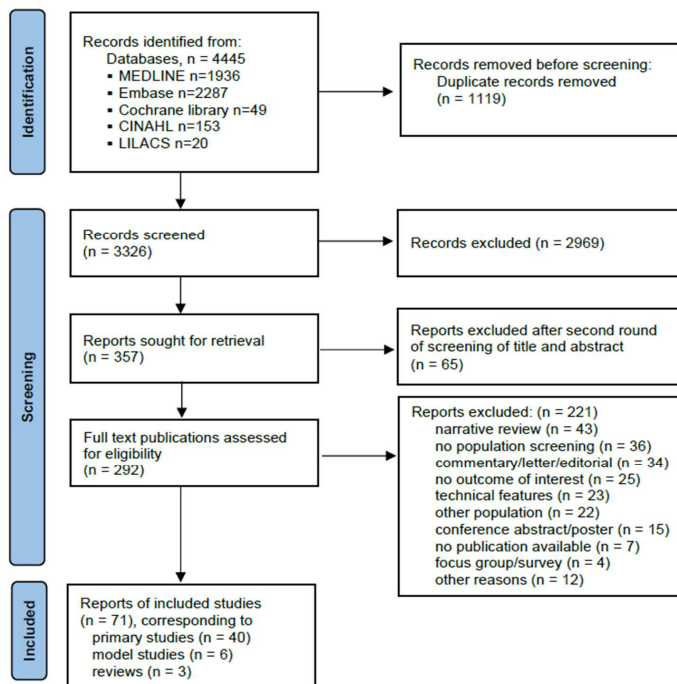 Identification
Records identified from:
Databases, n = 4445
▪ MEDLINE n=1936
▪ Embase n=2287
▪ Cochrane library n=49
▪ CINAHL n=153
▪ LILACS n=20
Records removed before screening:
Duplicate records removed
(n = 1119)
Screening
Records screened
(n = 3326)
Records excluded (n = 2969)
Reports sought for retrieval
(n = 357)
Reports excluded after second round
of screening of title and abstract
(n = 65)
Full text publications assessed
for eligibility
(n = 292)
Reports excluded: (n = 221)
narrative review (n = 43)
no population screening (n = 36)
commentary/letter/editorial (n = 34)
no outcome of interest (n = 25)
technical features (n = 23)
other population (n = 22)
conference abstract/poster (n = 15)
no publication available (n = 7)
focus group/survey (n = 4)
other reasons (n = 12)
Included
Reports of included studies
(n = 71), corresponding to
primary studies (n = 40)
model studies (n = 6)
reviews (n = 3)